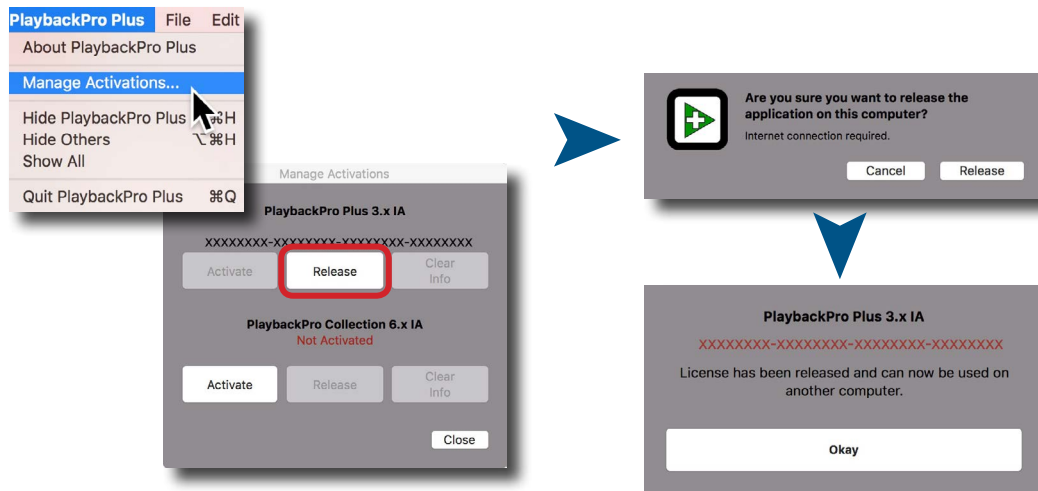 PlaybackPro Plus File Edit
About PlaybackPro Plus
Manage Activations...
Hide PlaybackPro Plus ⌘H
Hide Others ⌥⌘H
Show All
Quit PlaybackPro Plus ⌘Q
Manage Activations
PlaybackPro Plus 3.x IA
XXXXXXXX-XXXXXXXX-XXXXXXXX-XXXXXXXX
Activate Release Clear
Info
PlaybackPro Collection 6.x IA
Not Activated
Activate Release Clear
Info
Close
Are you sure you want to release the
application on this computer?
Internet connection required.
Cancel Release
PlaybackPro Plus 3.x IA
XXXXXXXX-XXXXXXXX-XXXXXXXX-XXXXXXXX
License has been released and can now be used on
another computer.
Okay